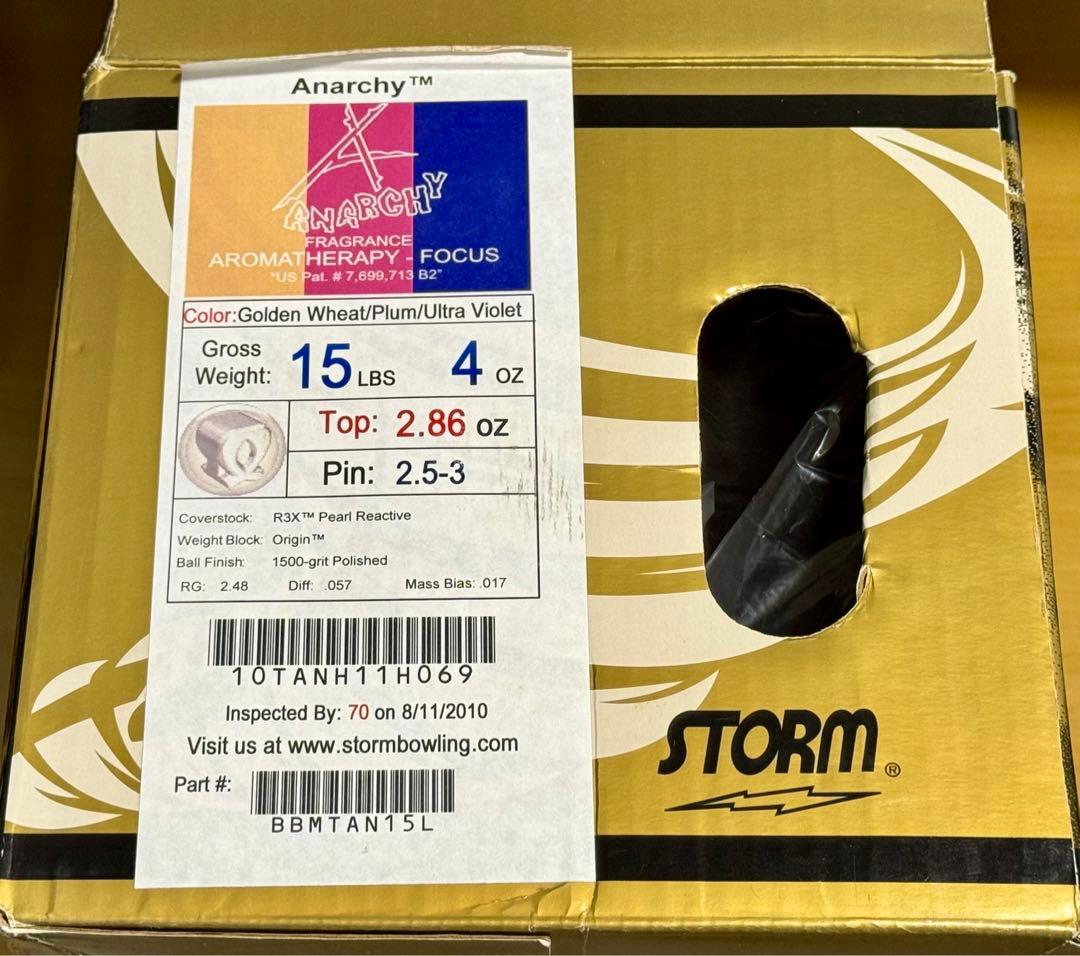 Anarchy™
ANARCHY
FRAGRANCE
AROMATHERAPY - FOCUS
"US Pat. # 7,699,713 B2"
Color:Golden Wheat/Plum/Ultra Violet
Gross Weight: 15 LBS 4 OZ
Top: 2.86 oz
Pin: 2.5-3
Coverstock: R3X™ Pearl Reactive
Weight Block: Origin™
Ball Finish: 1500-grit Polished
RG: 2.48 Diff: .057 Mass Bias: .017
10TANH11H069
Inspected By: 70 on 8/11/2010
Visit us at www.stormbowling.com
Part #:
BBMTAN15L
STORM®